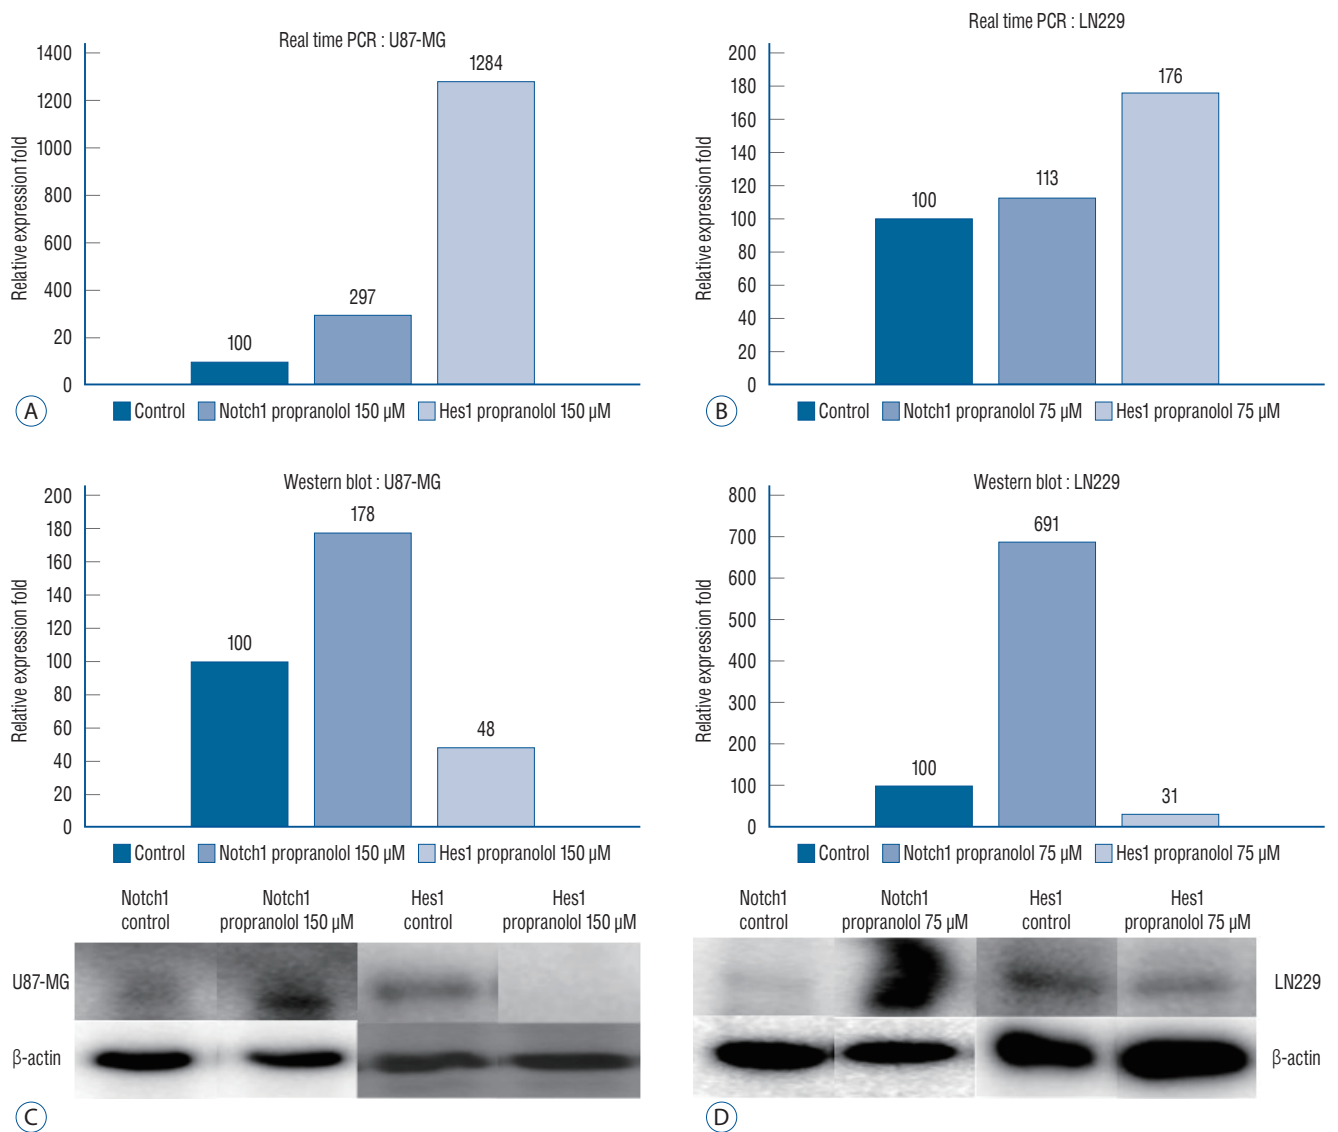 Real time PCR : U87-MG
Relative expression fold
1400
1200
1000
800
600
400
20
0
100
297
1284
A
Control Notch1 propranolol 150 µM Hes1 propranolol 150 µM
Real time PCR : LN229
Relative expression fold
200
180
160
140
120
100
80
60
40
20
0
100
113
176
B
Control Notch1 propranolol 75 µM Hes1 propranolol 75 µM
Western blot : U87-MG
Relative expression fold
200
180
160
140
120
100
80
60
40
20
0
100
178
48
Control Notch1 propranolol 150 µM Hes1 propranolol 150 µM
Notch1 control
Notch1 propranolol 150 µM
Hes1 control
Hes1 propranolol 150 µM
U87-MG
β-actin
C
Western blot : LN229
Relative expression fold
800
700
600
500
400
300
200
100
0
100
691
31
Control Notch1 propranolol 75 µM Hes1 propranolol 75 µM
Notch1 control
Notch1 propranolol 75 µM
Hes1 control
Hes1 propranolol 75 µM
LN229
β-actin
D